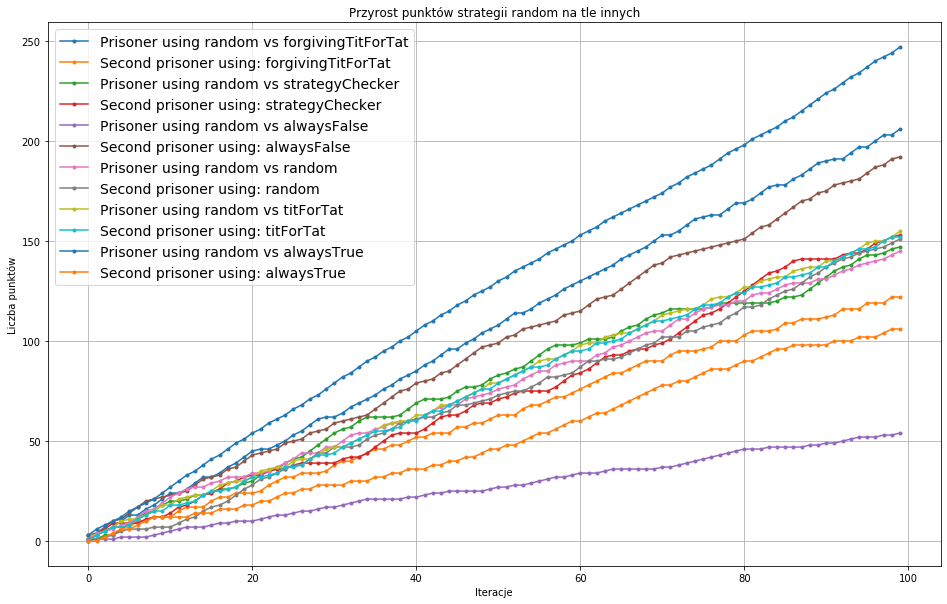 Przyrost punktów strategii random na tle innych
250
200
150
100
50
0
Liczba punktów
Prisoner using random vs forgivingTitForTat
Second prisoner using: forgivingTitForTat
Prisoner using random vs strategyChecker
Second prisoner using: strategyChecker
Prisoner using random vs alwaysFalse
Second prisoner using: alwaysFalse
Prisoner using random vs random
Second prisoner using: random
Prisoner using random vs titForTat
Second prisoner using: titForTat
Prisoner using random vs alwaysTrue
Second prisoner using: alwaysTrue
0 20 40 60 80 100
Iteracje